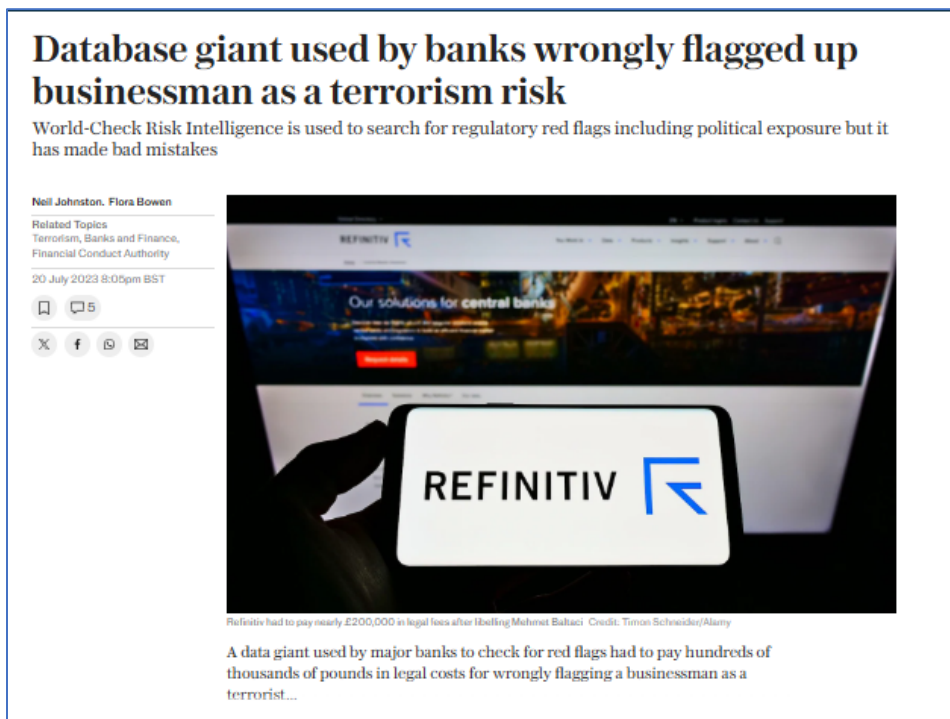 Database giant used by banks wrongly flagged up
businessman as a terrorism risk
World-Check Risk Intelligence is used to search for regulatory red flags including political exposure but it
has made bad mistakes
Neil Johnston. Flora Bowen
Related Topics
Terrorism, Banks and Finance,
Financial Conduct Authority
20 July 2023 8:05pm BST
5
REFINITIV
Our solutions for central banks
Request details
REFINITIV
Refinitiv had to pay nearly £200,000 in legal fees after libelling Mehmet Baltaci Credit: Timon Schneider/Alamy
A data giant used by major banks to check for red flags had to pay hundreds of
thousands of pounds in legal costs for wrongly flagging a businessman as a
terrorist...